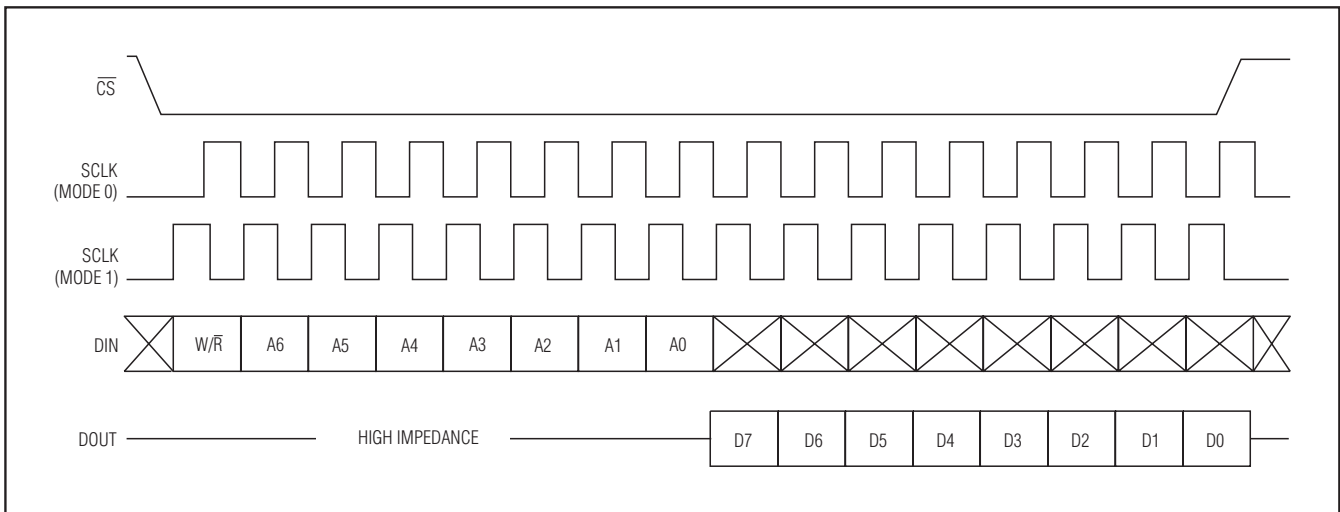 C̅S̅
SCLK
(MODE 0)
SCLK
(MODE 1)
DIN W/R̅ A6 A5 A4 A3 A2 A1 A0
DOUT HIGH IMPEDANCE D7 D6 D5 D4 D3 D2 D1 D0